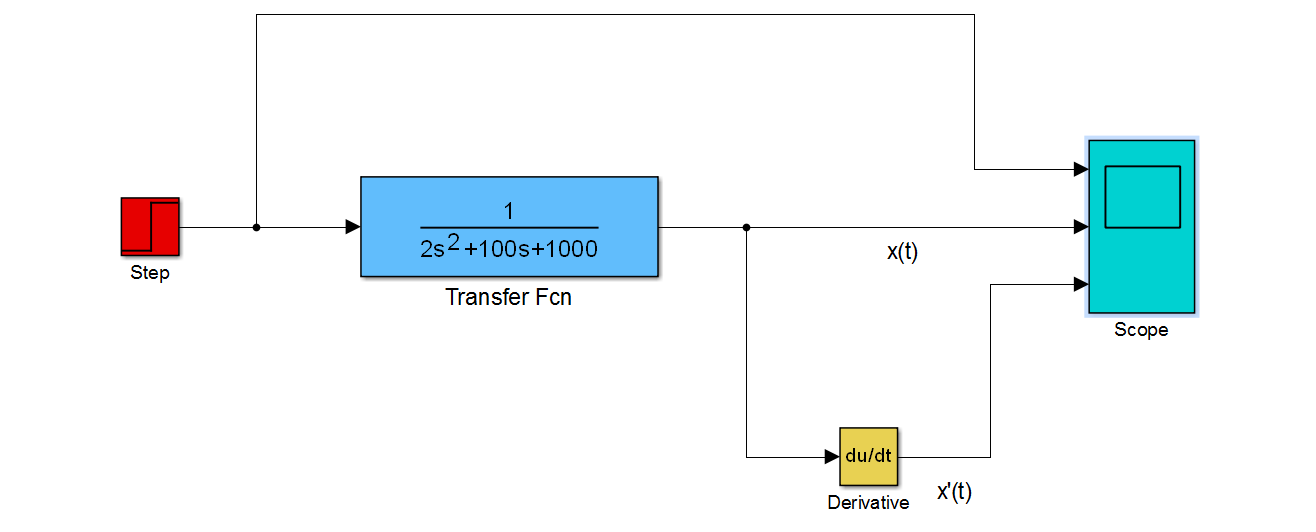 Step
1
2s²+100s+1000
Transfer Fcn
x(t)
Scope
du/dt
Derivative
x'(t)